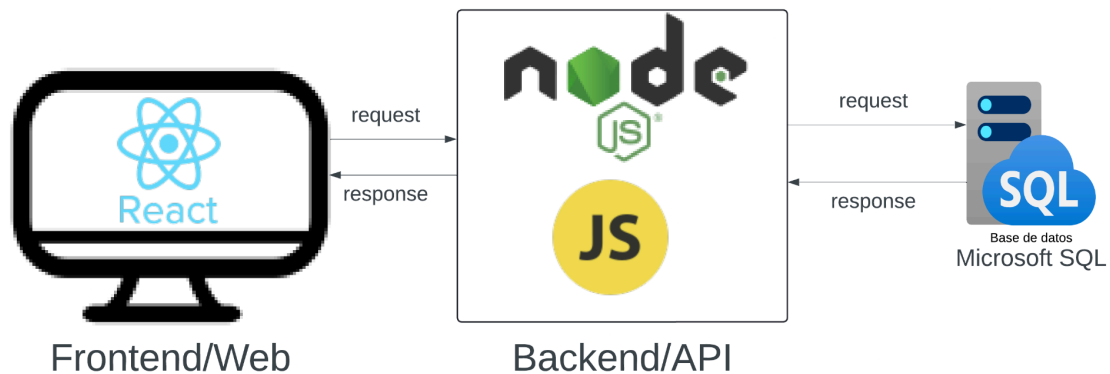 React
request
response
node
JS®
JS
request
response
SQL
Base de datos
Microsoft SQL
Frontend/Web
Backend/API